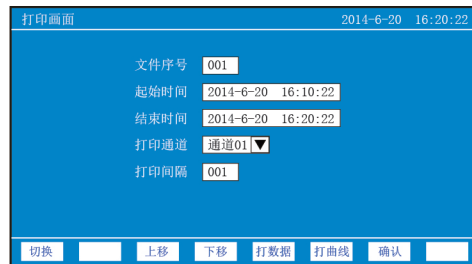 打印画面 2014-6-20 16:20:22
文件序号 001
起始时间 2014-6-20 16:10:22
结束时间 2014-6-20 16:20:22
打印通道 通道01
打印间隔 001
切换 上移 下移 打数据 打曲线 确认